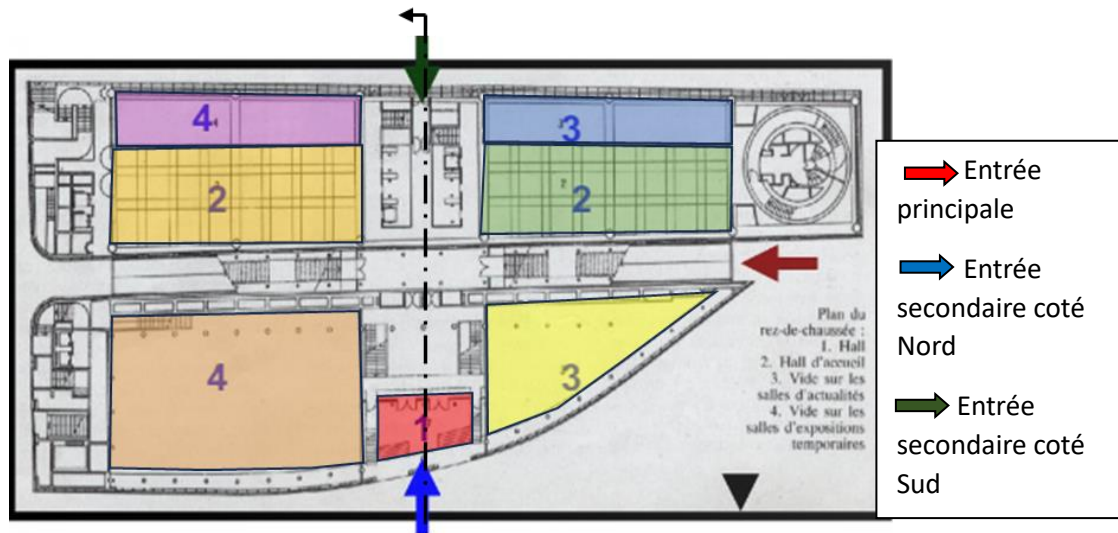 4
3
2
2
4
3
1
Plan du
rez-de-chaussée :
1. Hall
2. Hall d'accueil
3. Vide sur les
salles d'actualités
4. Vide sur les
salles d'expositions
temporaires
Entrée
principale
Entrée
secondaire coté
Nord
Entrée
secondaire coté
Sud